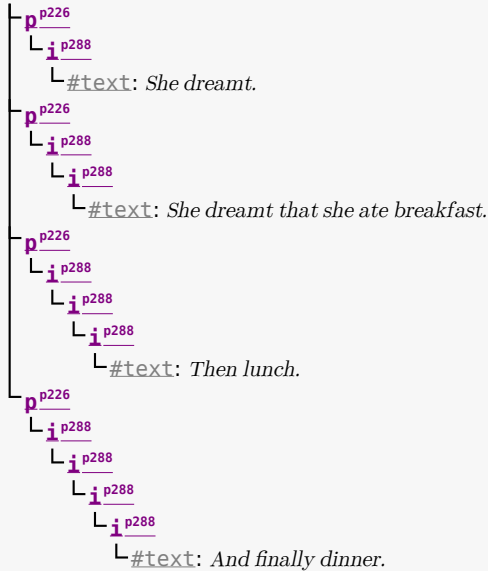 p p226
i p288
#text: She dreamt.
p p226
i p288
i p288
#text: She dreamt that she ate breakfast.
p p226
i p288
i p288
i p288
#text: Then lunch.
p p226
i p288
i p288
i p288
i p288
#text: And finally dinner.